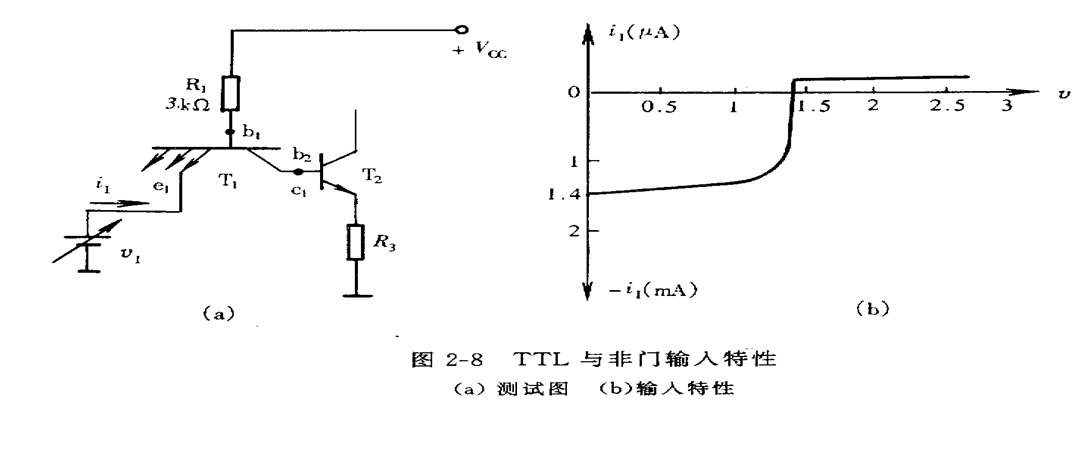 + V_CC
R₁
3kΩ
b₁
b₂
T₂
i₁
e₁
T₁
c₁
R₃
v₁
(a)
i₁(μA)
0
0.5
1
1.5
2
2.5
3
v
1
1.4
2
-i₁(mA)
(b)
图 2-8 TTL 与非门输入特性
(a) 测试图 (b)输入特性